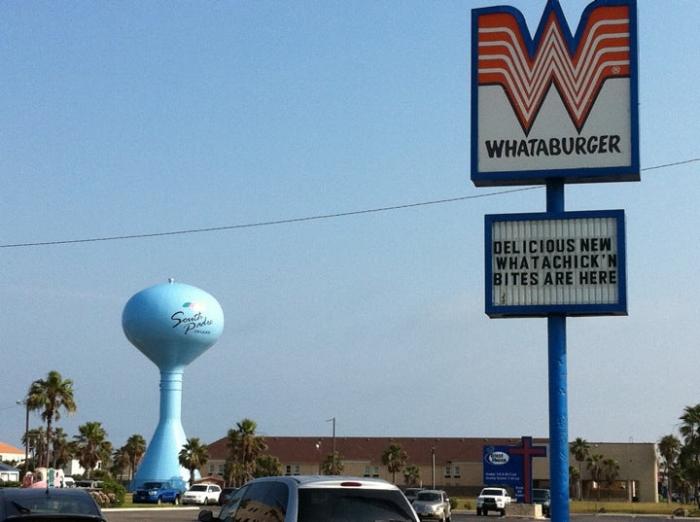 WHATABURGER
DELICIOUS NEW
WHATACHICK'N
BITES ARE HERE
South
Padre